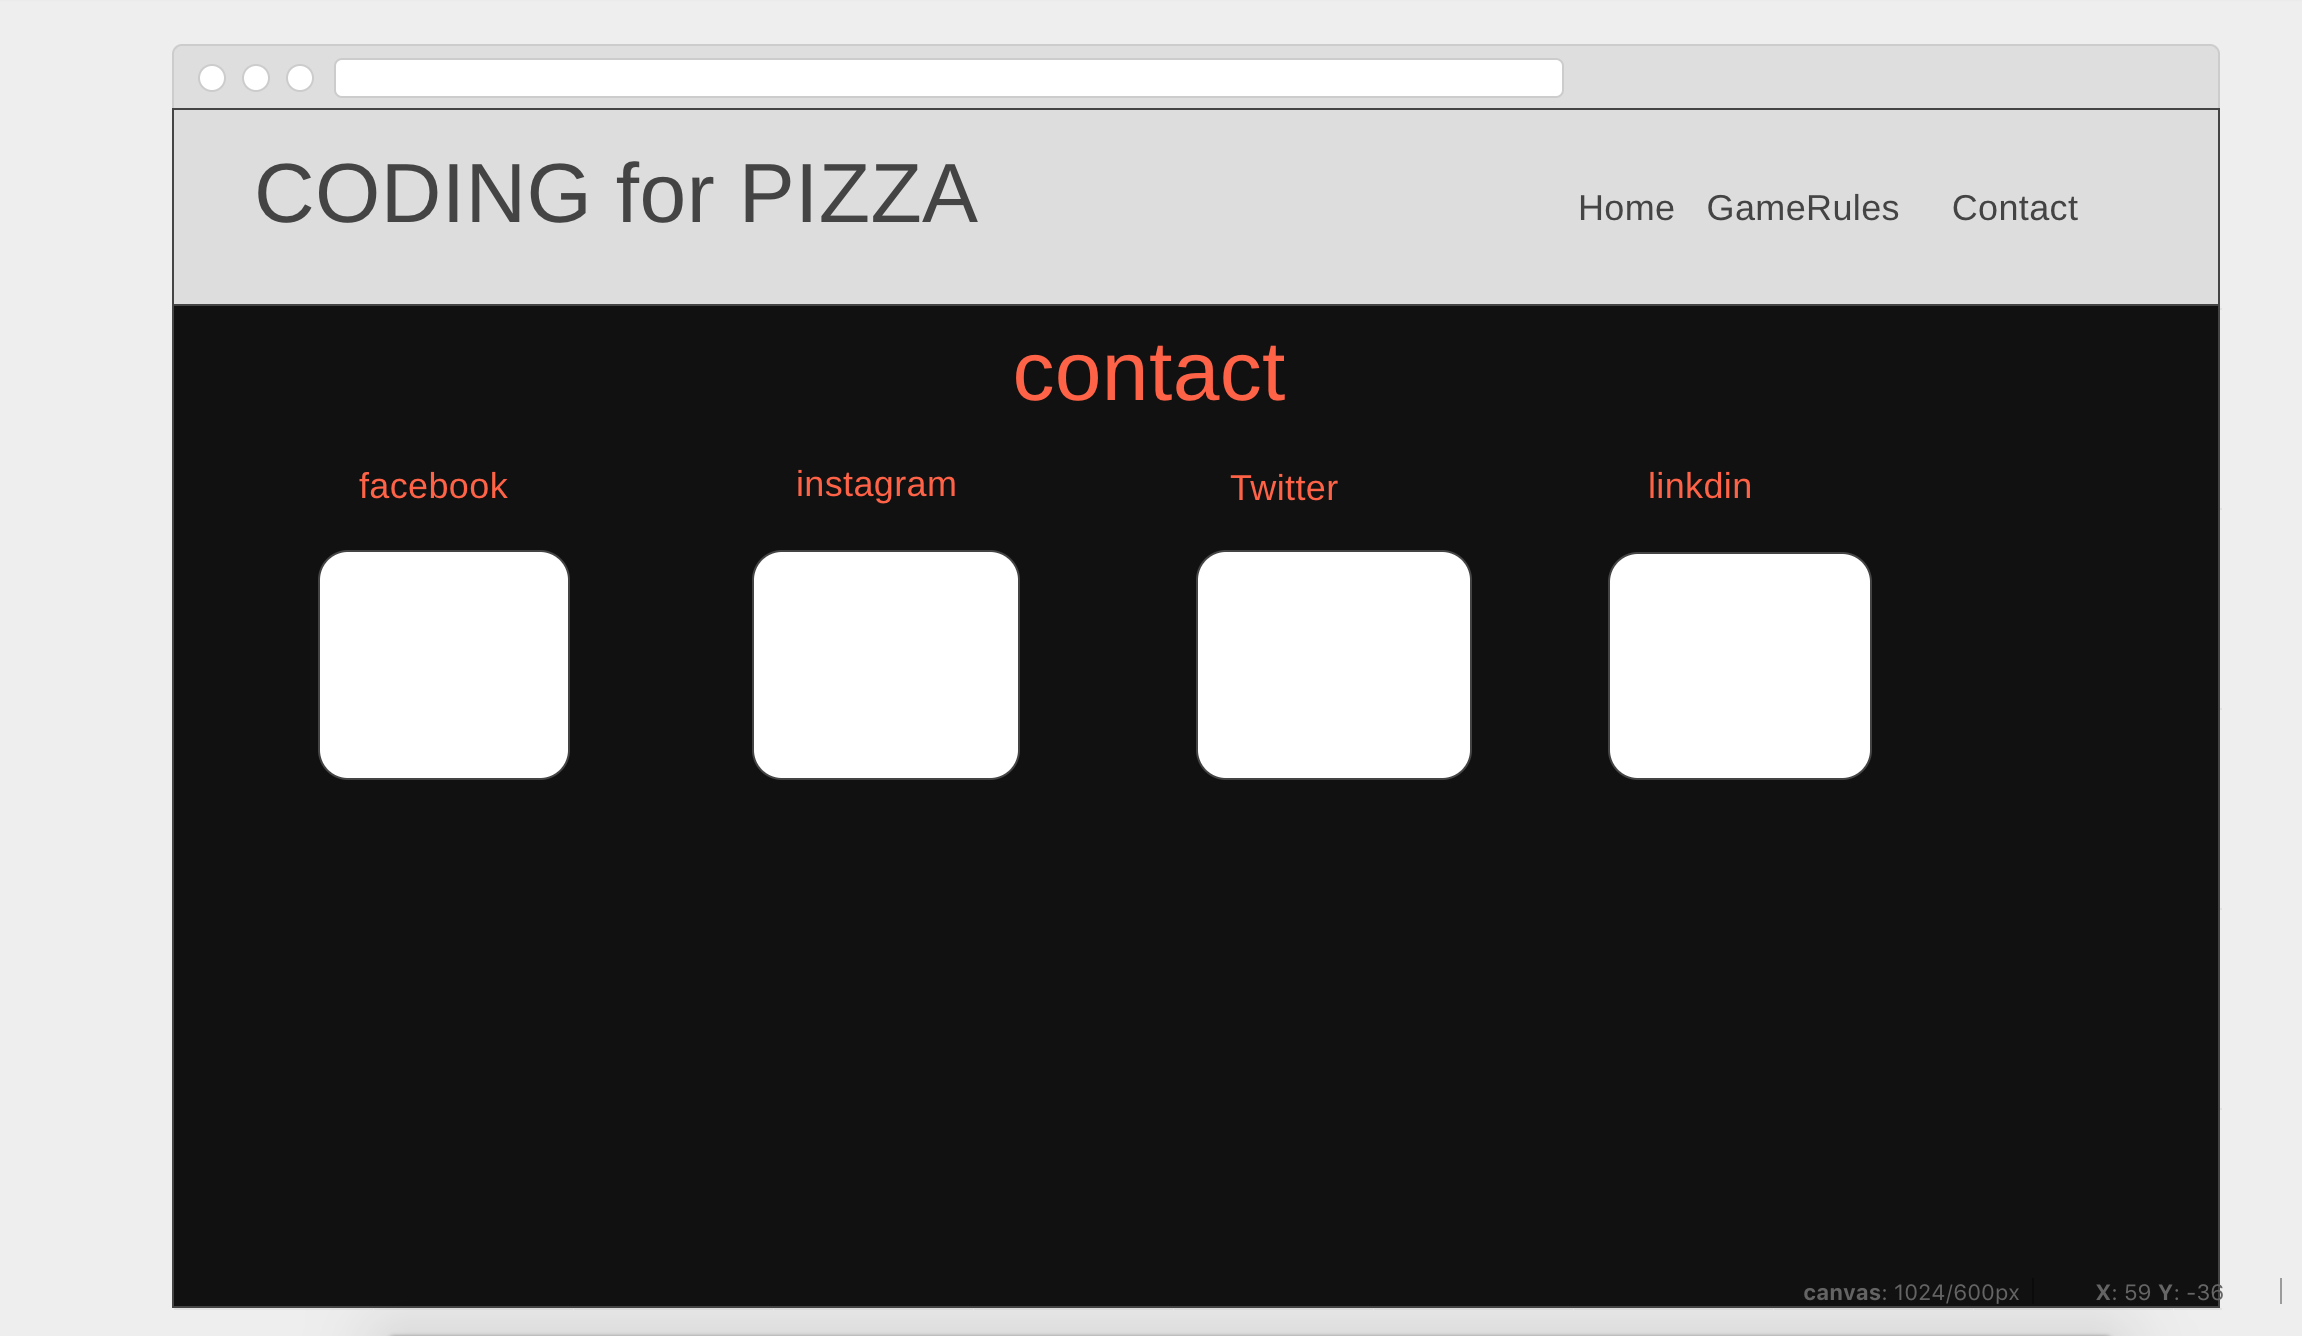 CODING for PIZZA
Home GameRules Contact
contact
facebook instagram Twitter linkdin
canvas: 1024/600px X: 59 Y: -36